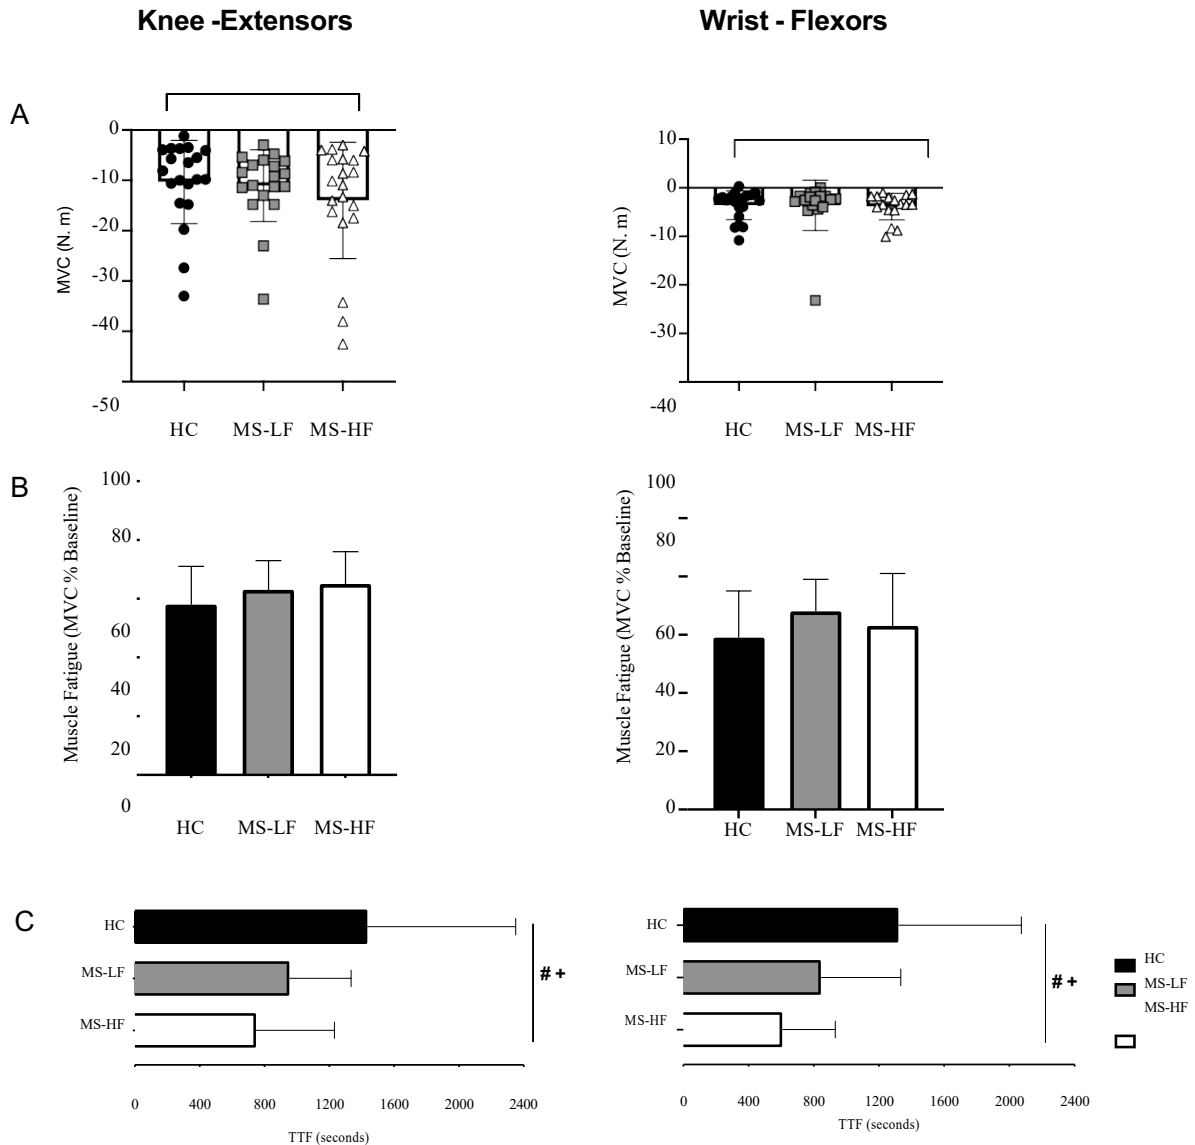 Knee -Extensors
Wrist - Flexors
A
MVC (N. m)
0
-10
-20
-30
-40
-50
HC MS-LF MS-HF
MVC (N. m)
10
0
-10
-20
-30
-40
HC MS-LF MS-HF
B
Muscle Fatigue (MVC % Baseline)
100
80
60
40
20
0
HC MS-LF MS-HF
Muscle Fatigue (MVC % Baseline)
100
80
60
40
20
0
HC MS-LF MS-HF
C
HC
MS-LF
MS-HF
# +
0 400 800 1200 1600 2000 2400
TTF (seconds)
HC
MS-LF
MS-HF
# +
0 400 800 1200 1600 2000 2400
TTF (seconds)
HC
MS-LF
MS-HF